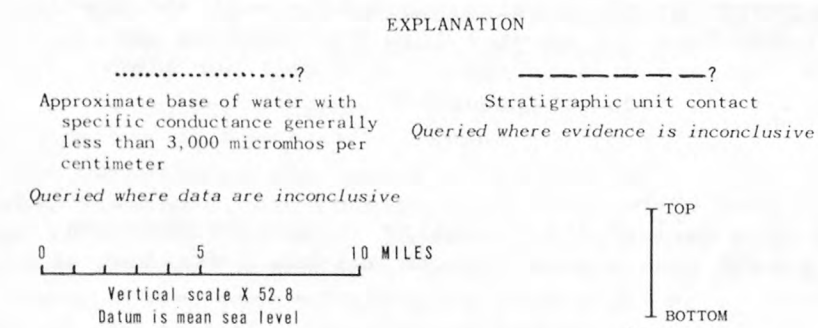 EXPLANATION
....................?
Approximate base of water with
specific conductance generally
less than 3,000 micromhos per
centimeter
Queried where data are inconclusive
— — — — — — —?
Stratigraphic unit contact
Queried where evidence is inconclusive
0 5 10 MILES
Vertical scale X 52.8
Datum is mean sea level
TOP
BOTTOM